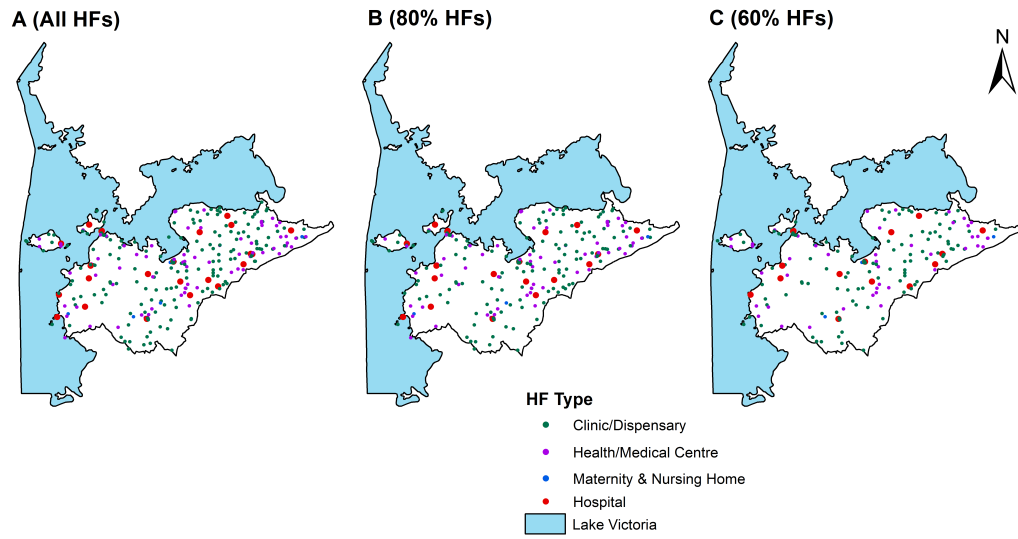 A (All HFs)
B (80% HFs)
C (60% HFs)
N
HF Type
Clinic/Dispensary
Health/Medical Centre
Maternity & Nursing Home
Hospital
Lake Victoria